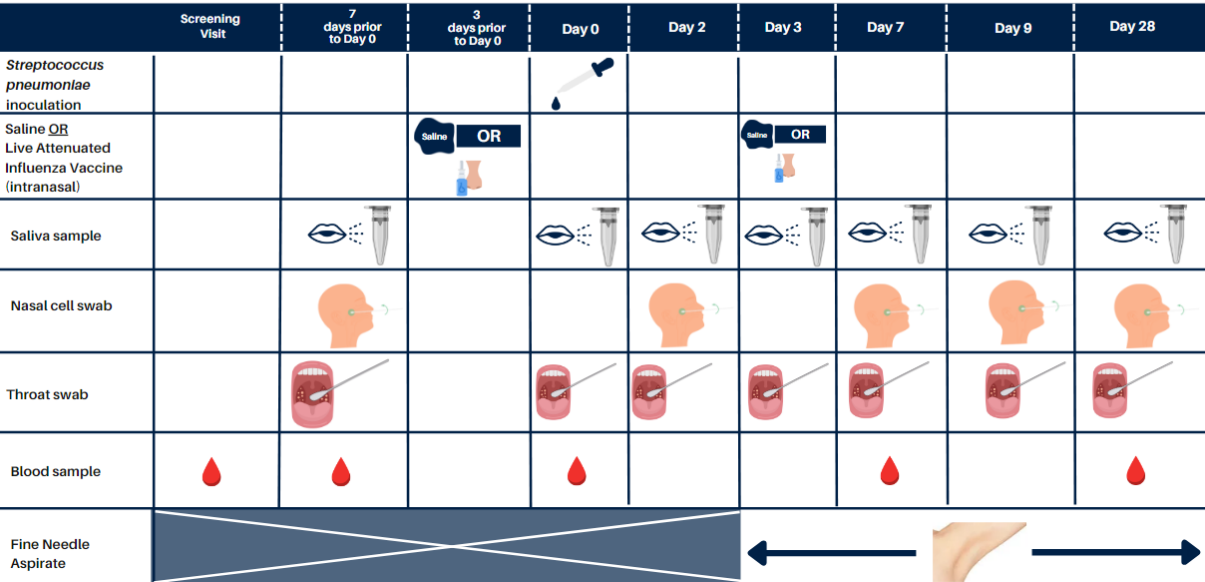 Screening
Visit
7
days prior
to Day 0
3
days prior
to Day 0
Day 0
Day 2
Day 3
Day 7
Day 9
Day 28
Streptococcus
pneumoniae
inoculation
Saline OR
Live Attenuated
Influenza Vaccine
(intranasal)
Saline
OR
Saline
OR
Saliva sample
Nasal cell swab
Throat swab
Blood sample
Fine Needle
Aspirate